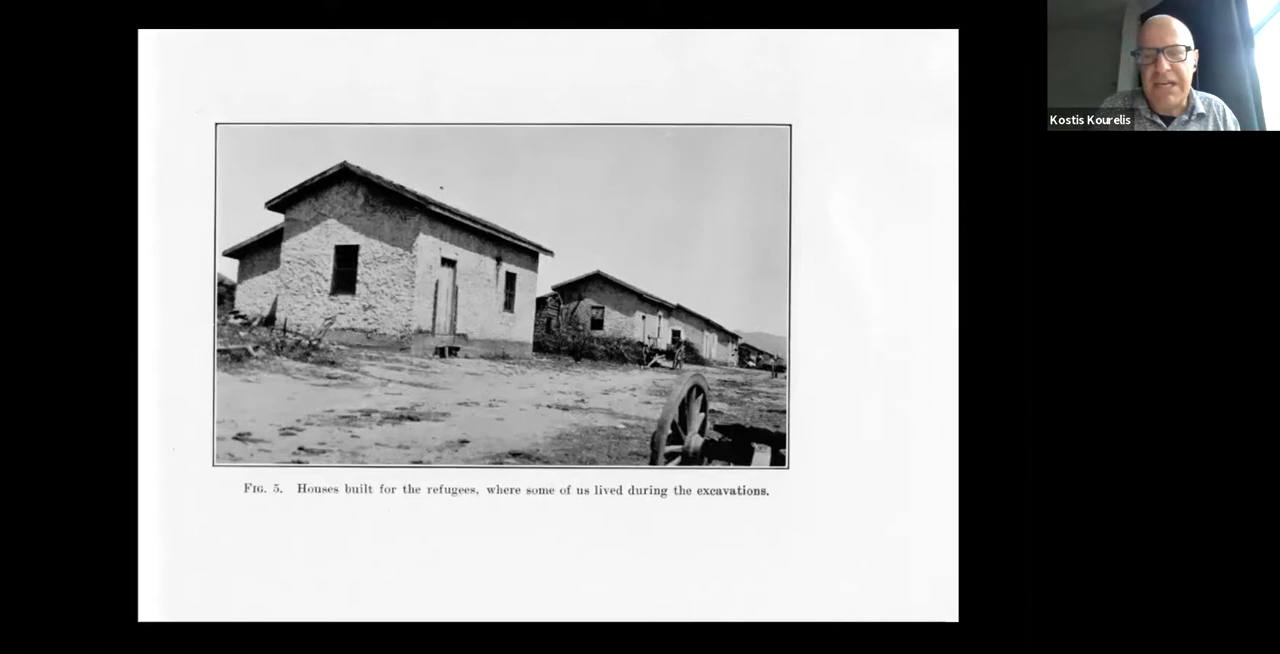 Kostis Kourelis
FIG. 5. Houses built for the refugees, where some of us lived during the excavations.